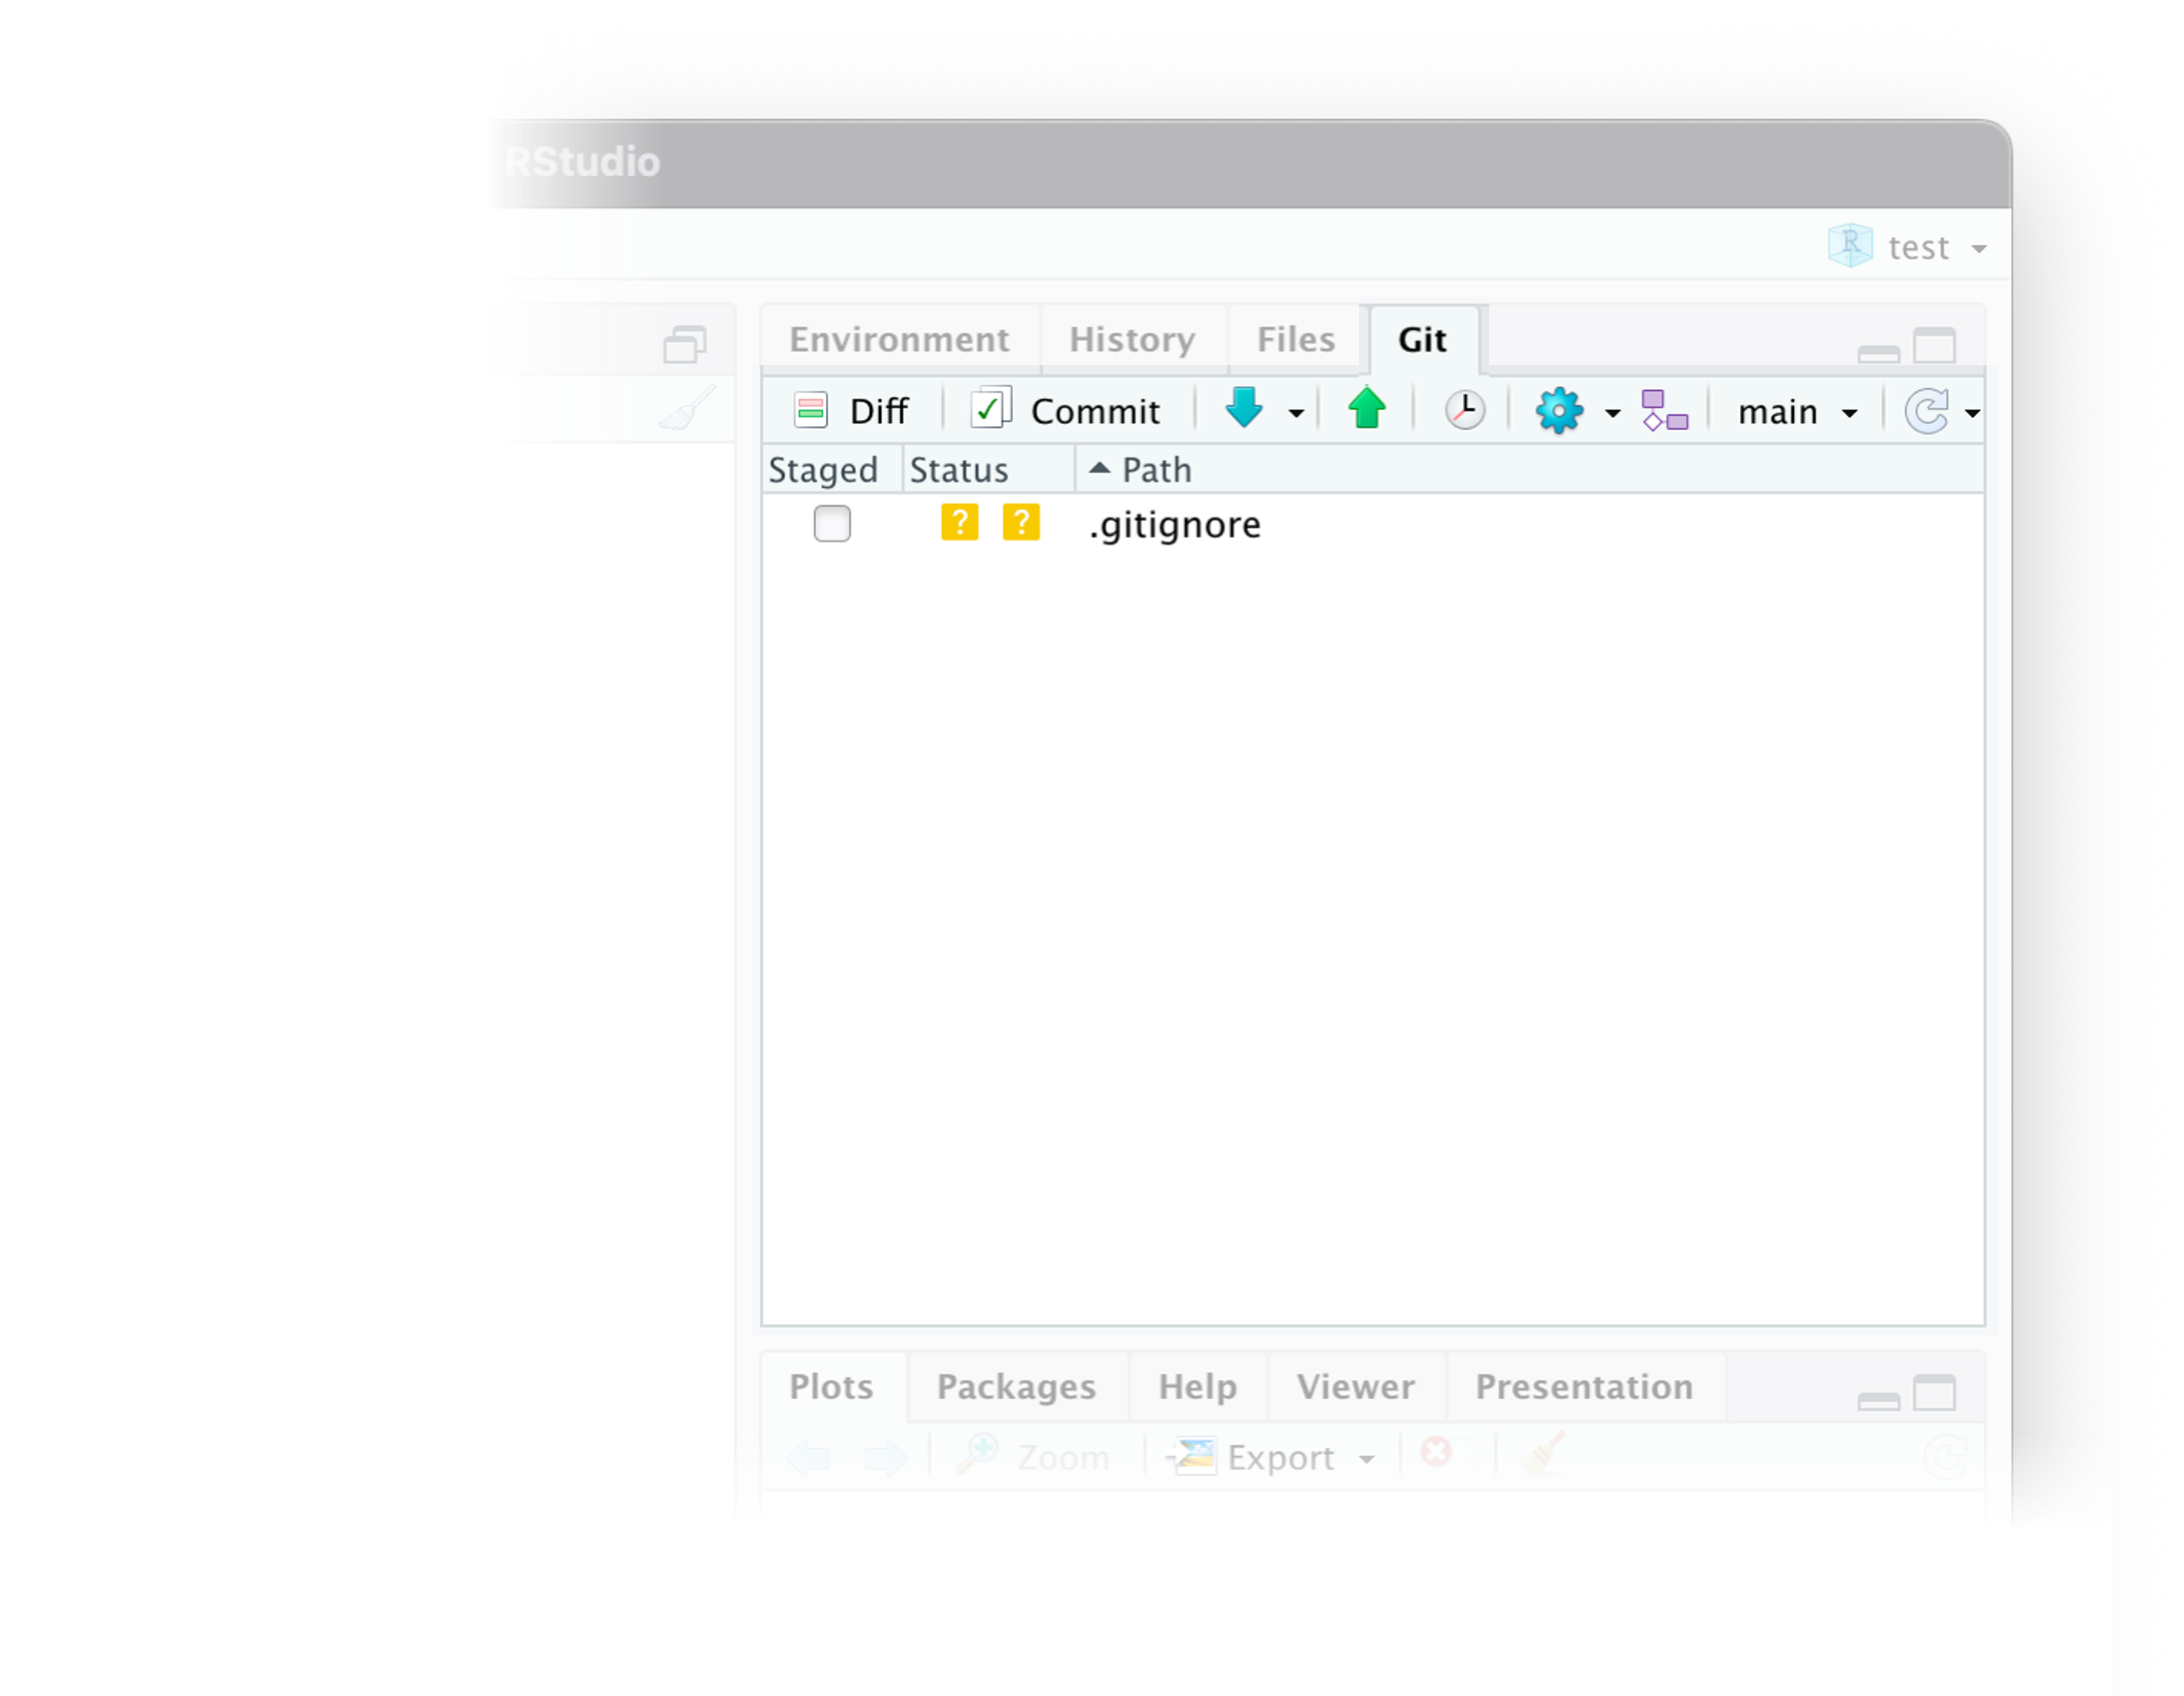 RStudio
test
Environment History Files Git
Diff Commit main
Staged Status Path
? ? .gitignore
Plots Packages Help Viewer Presentation
Zoom Export